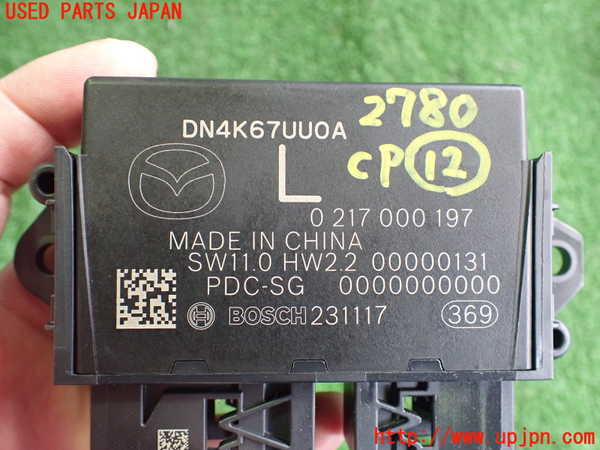 USED PARTS JAPAN
DN4K67UU0A
2780
CP 12
L
0 217 000 197
MADE IN CHINA
SW11.0 HW2.2 00000131
PDC-SG 0000000000
BOSCH 231117 369
http://www.upjpn.com